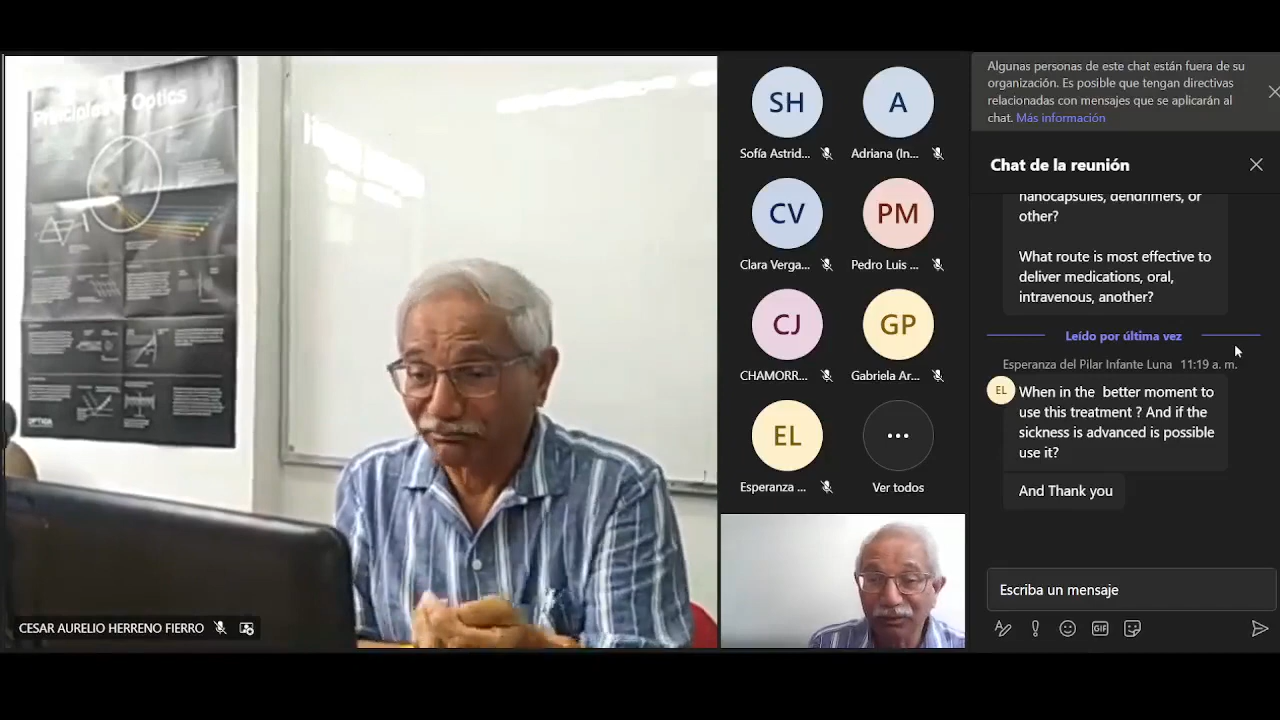 Principles of Optics
OPTICA
CESAR AURELIO HERRENO FIERRO
SH
A
Sofía Astrid...
Adriana (In...
CV
PM
Clara Verga...
Pedro Luis ...
CJ
GP
CHAMORR...
Gabriela Ar...
EL
Esperanza ...
Ver todos
Algunas personas de este chat están fuera de su
organización. Es posible que tengan directivas
relacionadas con mensajes que se aplicarán al
chat. Más información
Chat de la reunión
nanocapsules, dendrimers, or
other?
What route is most effective to
deliver medications, oral,
intravenous, another?
Leído por última vez
Esperanza del Pilar Infante Luna 11:19 a. m.
EL
When in the better moment to
use this treatment ? And if the
sickness is advanced is possible
use it?
And Thank you
Escriba un mensaje
GIF